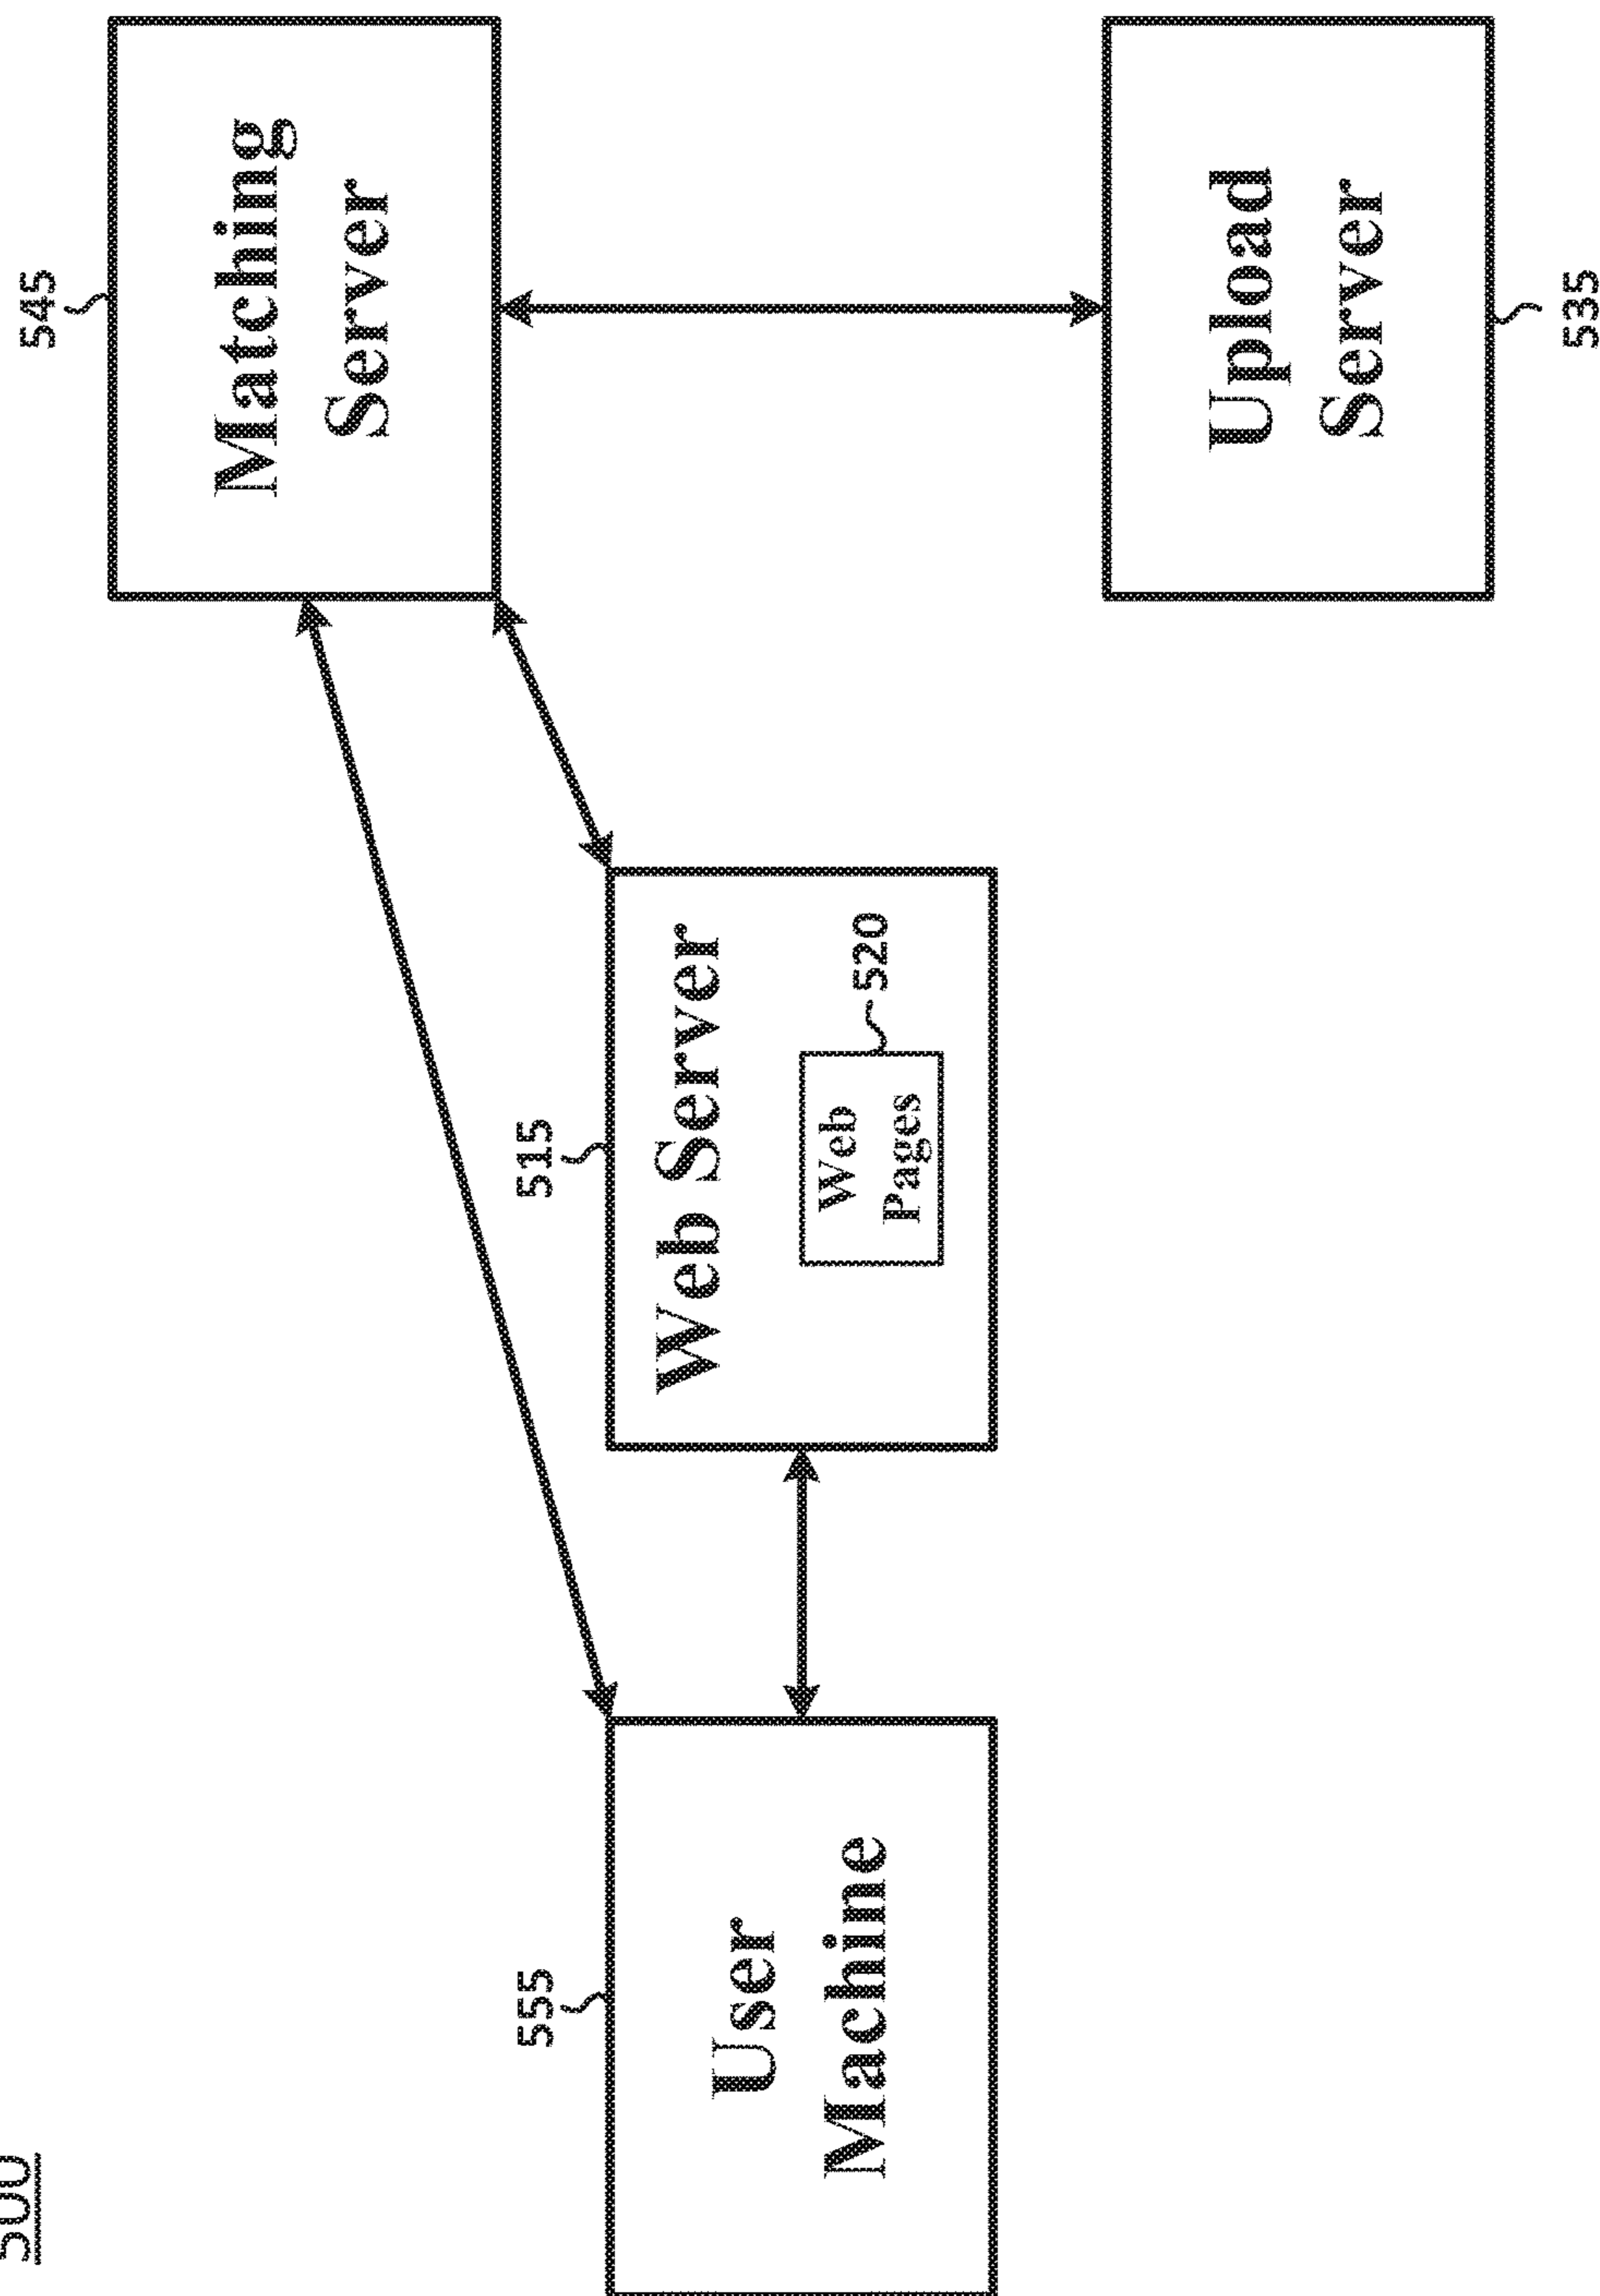 500
545
Matching
Server
555
User
Machine
515
Web Server
Web
Pages
520
Upload
Server
535